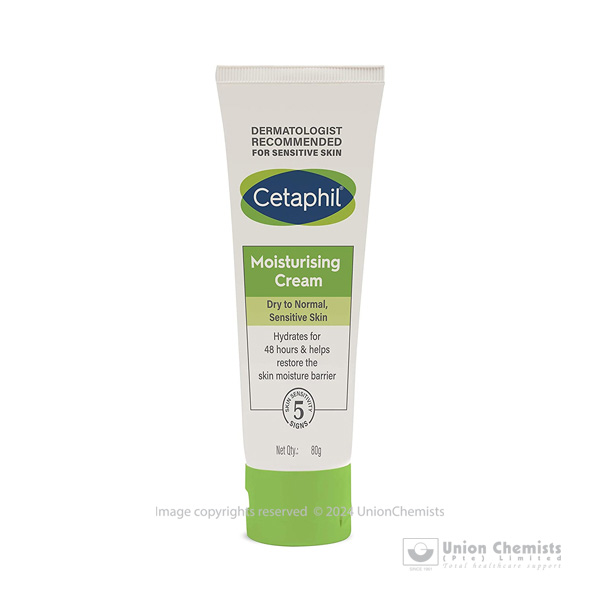 DERMATOLOGIST
RECOMMENDED
FOR SENSITIVE SKIN
Cetaphil®
Moisturising
Cream
Dry to Normal,
Sensitive Skin
Hydrates for
48 hours & helps
restore the
skin moisture barrier
SKIN SENSITIVITY
5
SIGNS
Net Qty.: 80g
Image copyrights reserved © 2024 UnionChemists
Union Chemists
(Pte) Limited
Total healthcare support
SINCE 1961